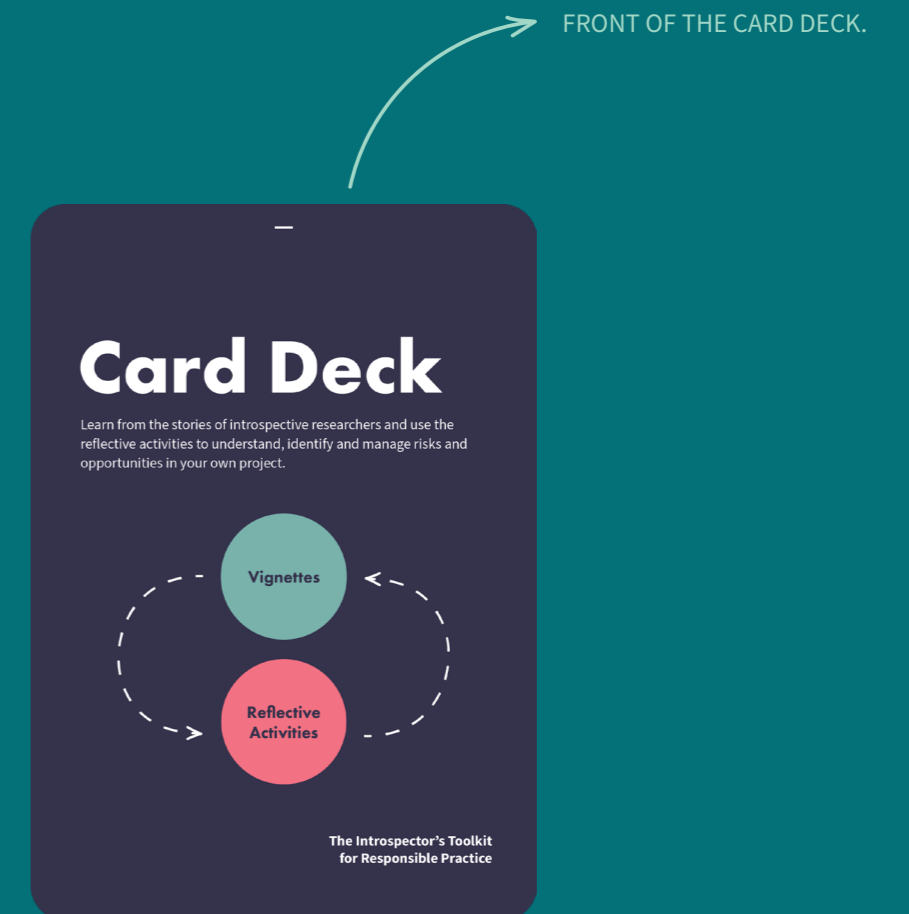 FRONT OF THE CARD DECK.
Card Deck
Learn from the stories of introspective researchers and use the
reflective activities to understand, identify and manage risks and
opportunities in your own project.
Vignettes
Reflective
Activities
The Introspector’s Toolkit
for Responsible Practice